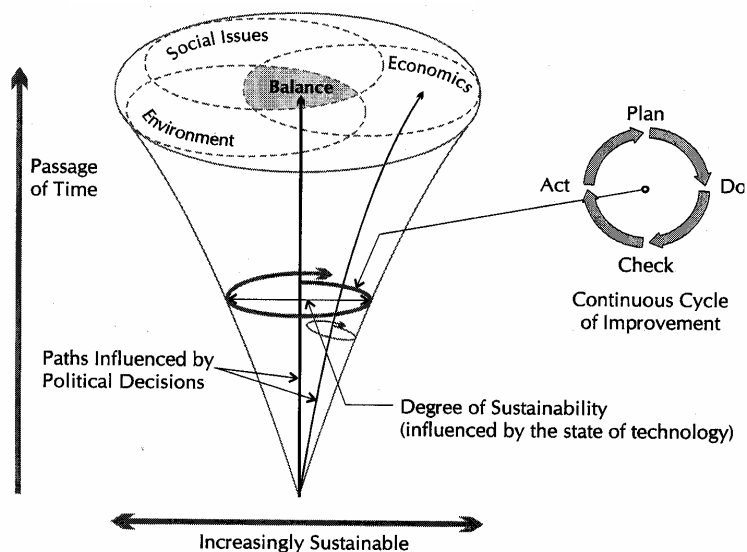 Social Issues
Economics
Balance
Environment
Passage
of Time
Plan
Act
Do
Check
Continuous Cycle
of Improvement
Paths Influenced by
Political Decisions
Degree of Sustainability
(influenced by the state of technology)
Increasingly Sustainable